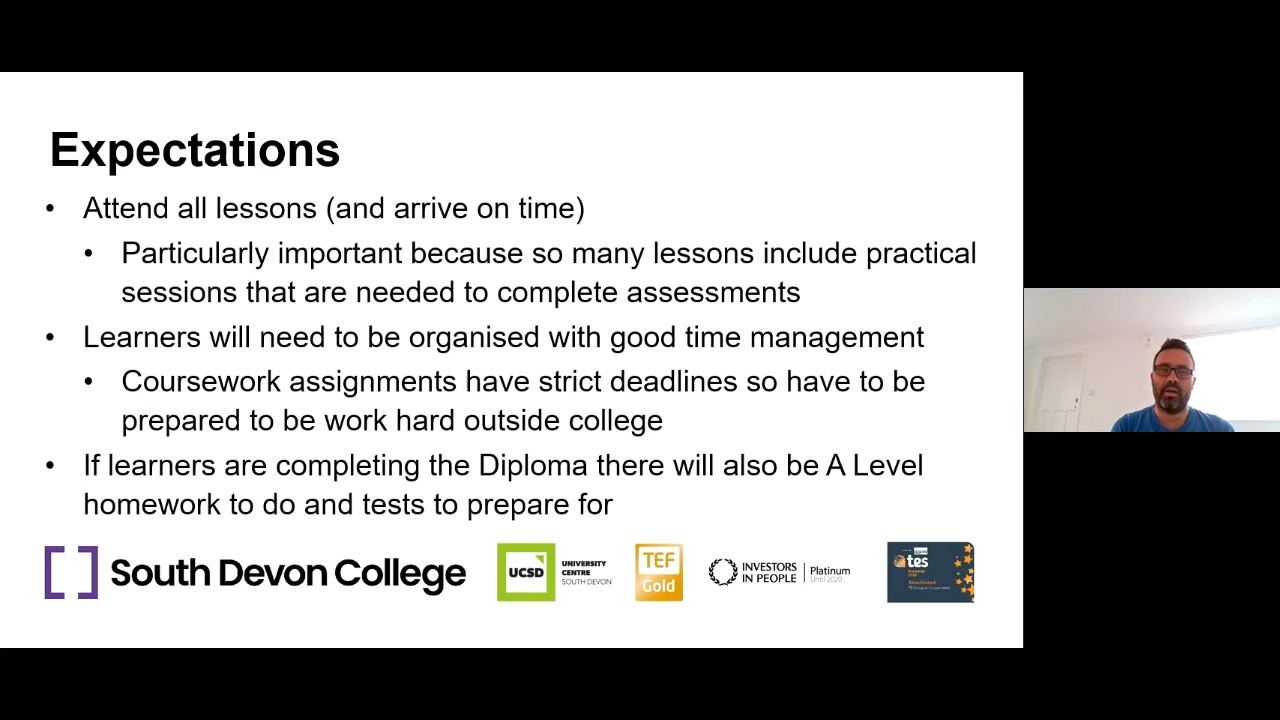 Expectations
• Attend all lessons (and arrive on time)
• Particularly important because so many lessons include practical
sessions that are needed to complete assessments
• Learners will need to be organised with good time management
• Coursework assignments have strict deadlines so have to be
prepared to be work hard outside college
• If learners are completing the Diploma there will also be A Level
homework to do and tests to prepare for
South Devon College
UCSD
UNIVERSITY
CENTRE
SOUTH DEVON
TEF
Gold
INVESTORS
IN PEOPLE
Platinum
Until 2020
tes